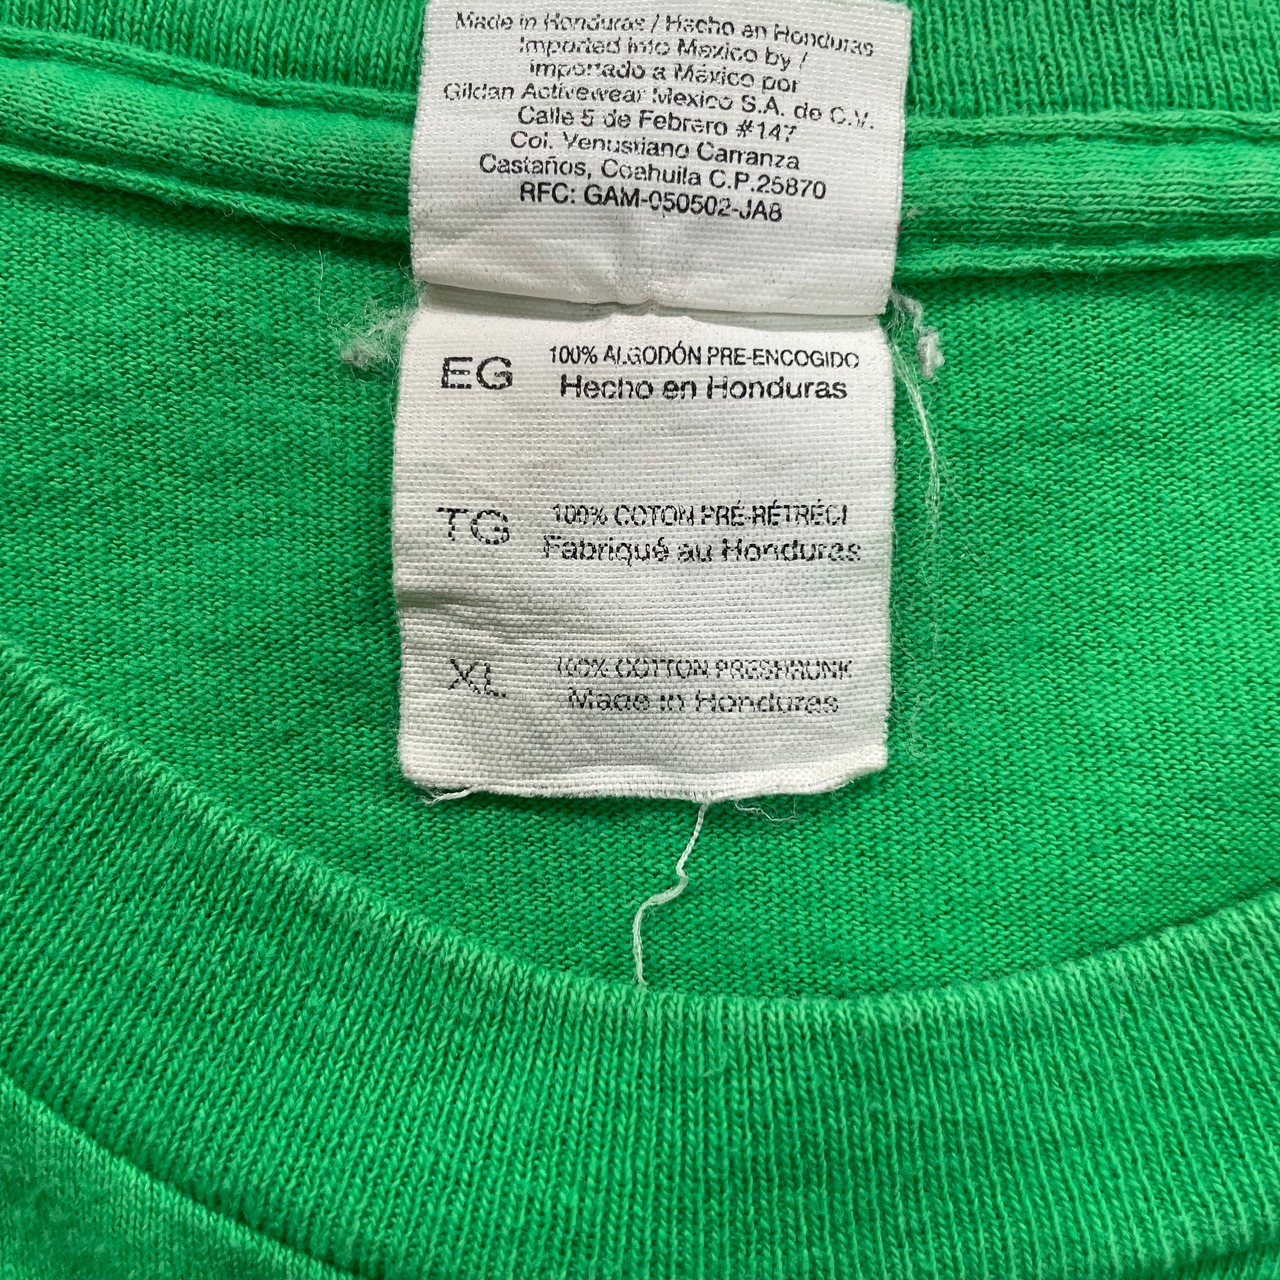 Made in Honduras / Hecho en Honduras
Imported into Mexico by /
importado a México por
Gildan Activewear Mexico S.A. de C.V.
Calle 5 de Febrero #147
Col. Venustiano Carranza
Castaños, Coahuila C.P.25870
RFC: GAM-050502-JA8
EG 100% ALGODÓN PRE-ENCOGIDO
Hecho en Honduras
TG 100% COTON PRÉ-RÉTRÉCI
Fabriqué au Honduras
XL 100% COTTON PRESHRUNK
Made in Honduras